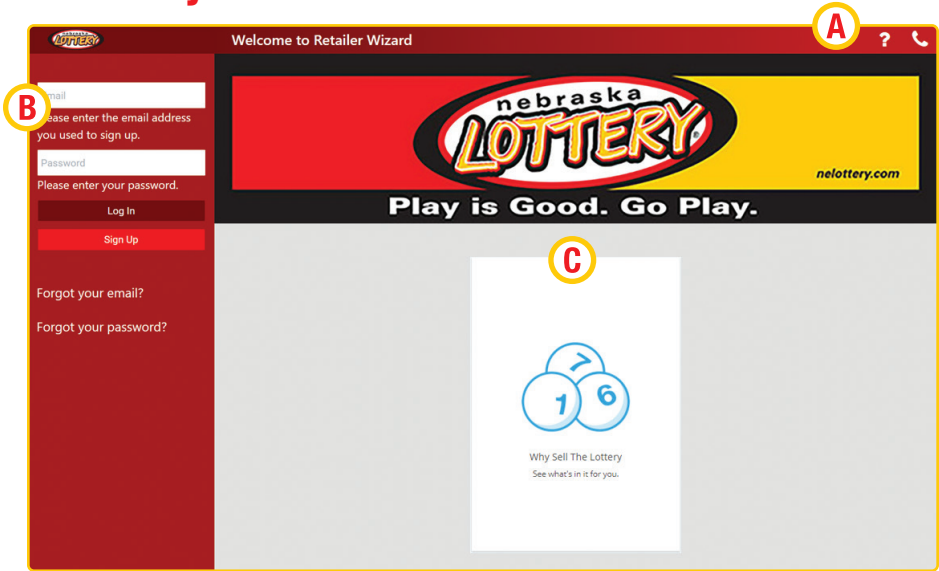 y
LOTTERY
Welcome to Retailer Wizard
A
?
B
Please enter the email address
you used to sign up.
Password
Please enter your password.
Log In
Sign Up
Forgot your email?
Forgot your password?
nebraska
LOTTERY
nelottery.com
Play is Good. Go Play.
C
7
1
6
Why Sell The Lottery
See what's in it for you.